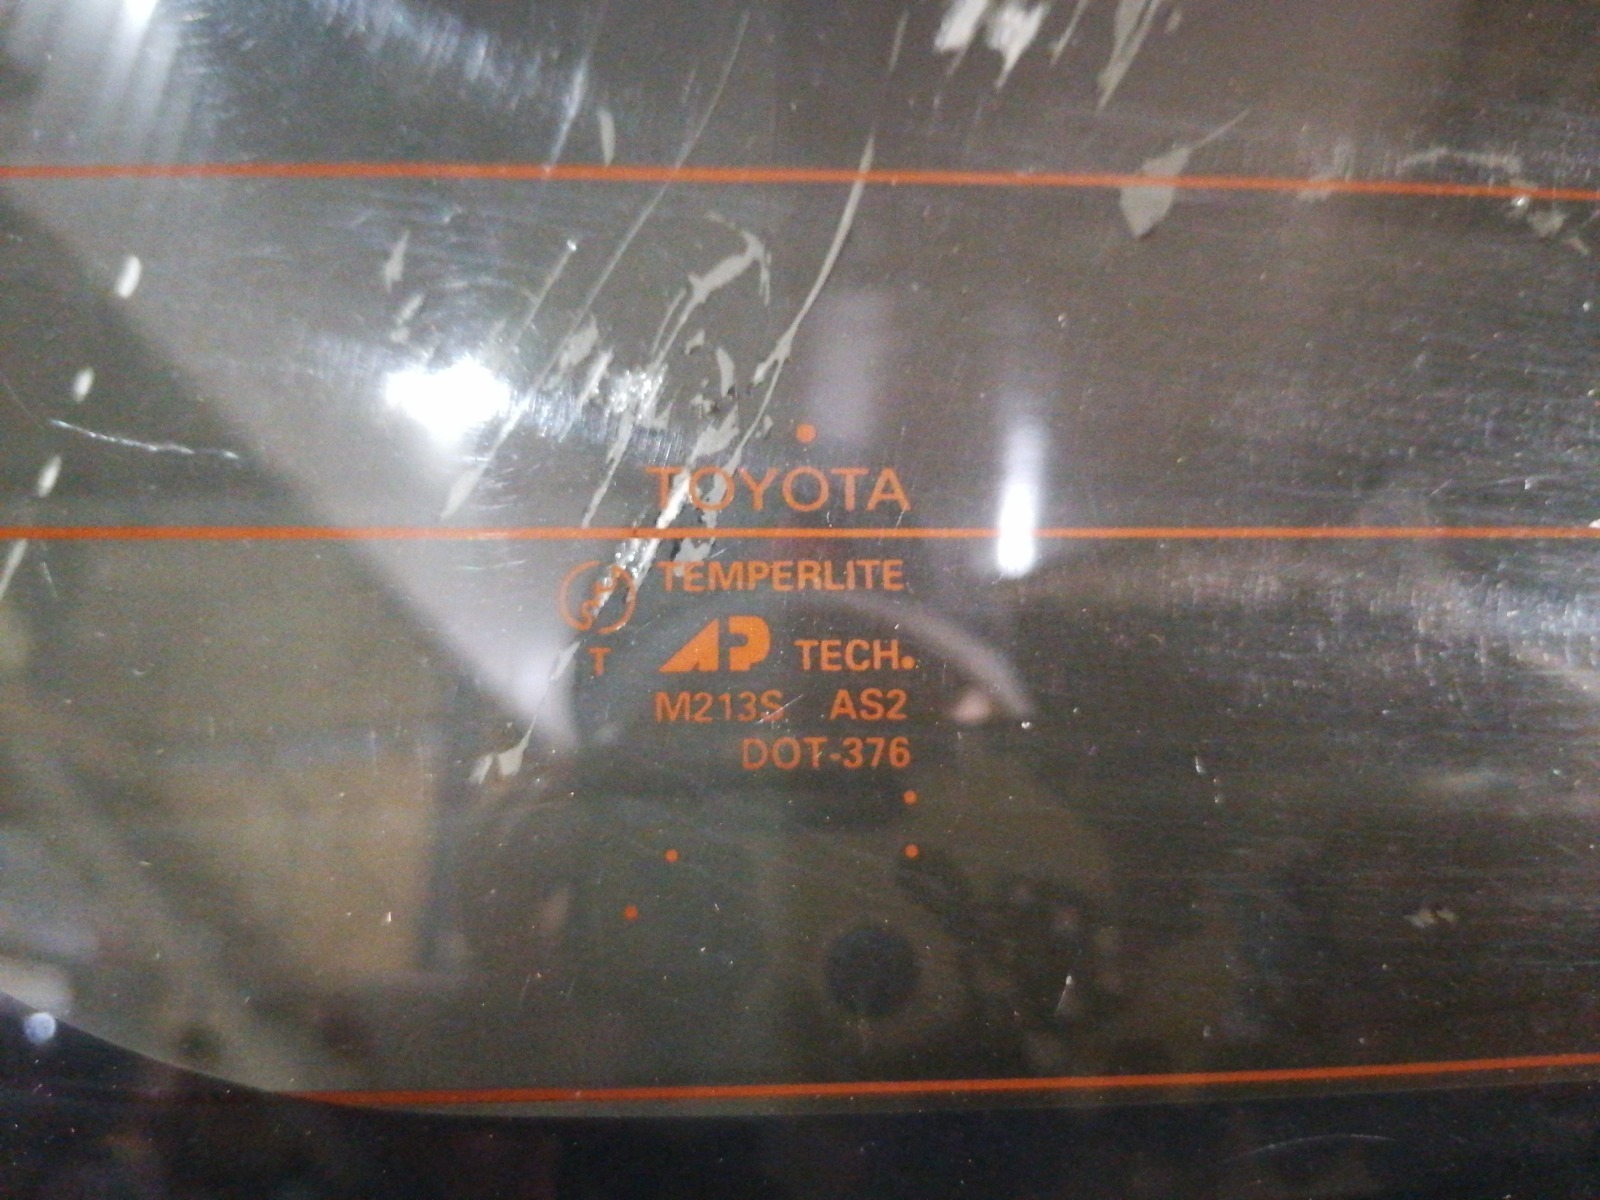 TOYOTA
TEMPERLITE
T AP TECH.
M213S AS2
DOT-376